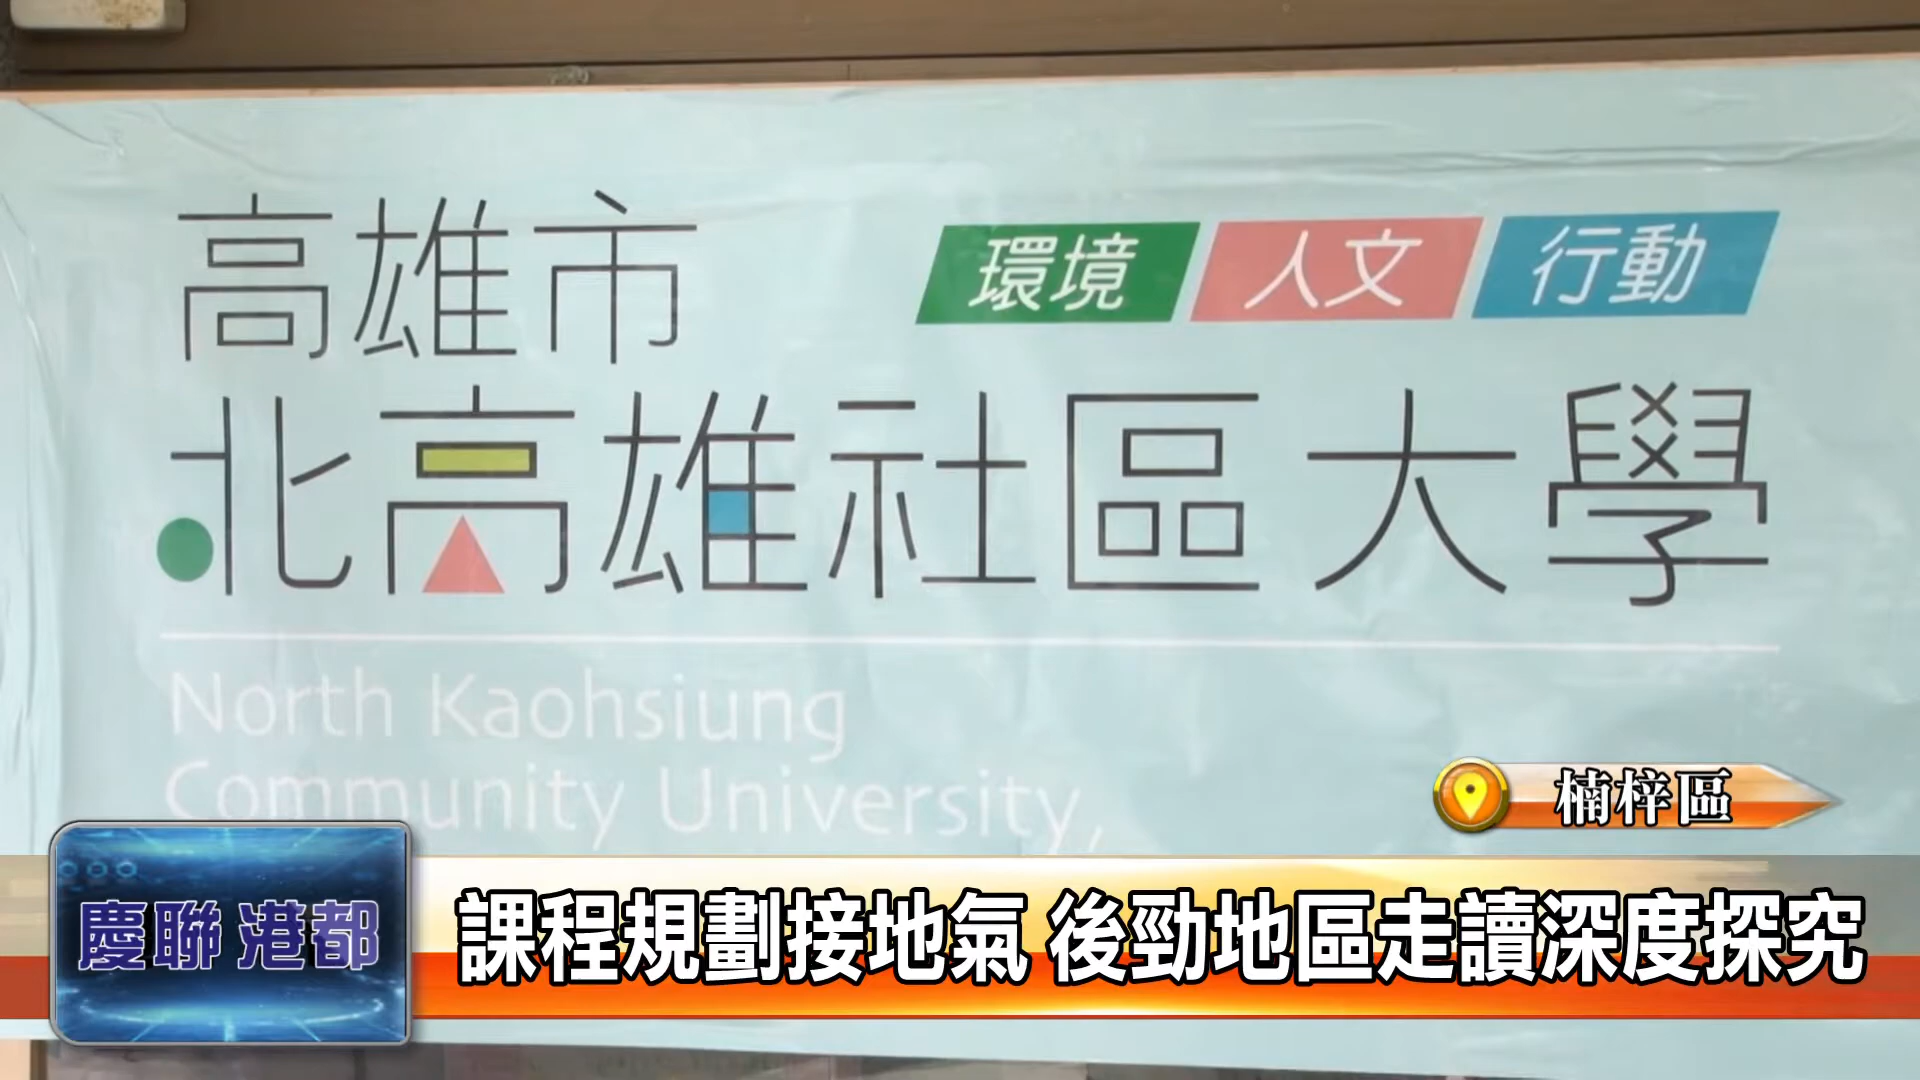 高雄市
環境 人文 行動
北高雄社區大學
North Kaohsiung
Community University,
楠梓區
慶聯 港都
課程規劃接地氣 後勁地區走讀深度探究